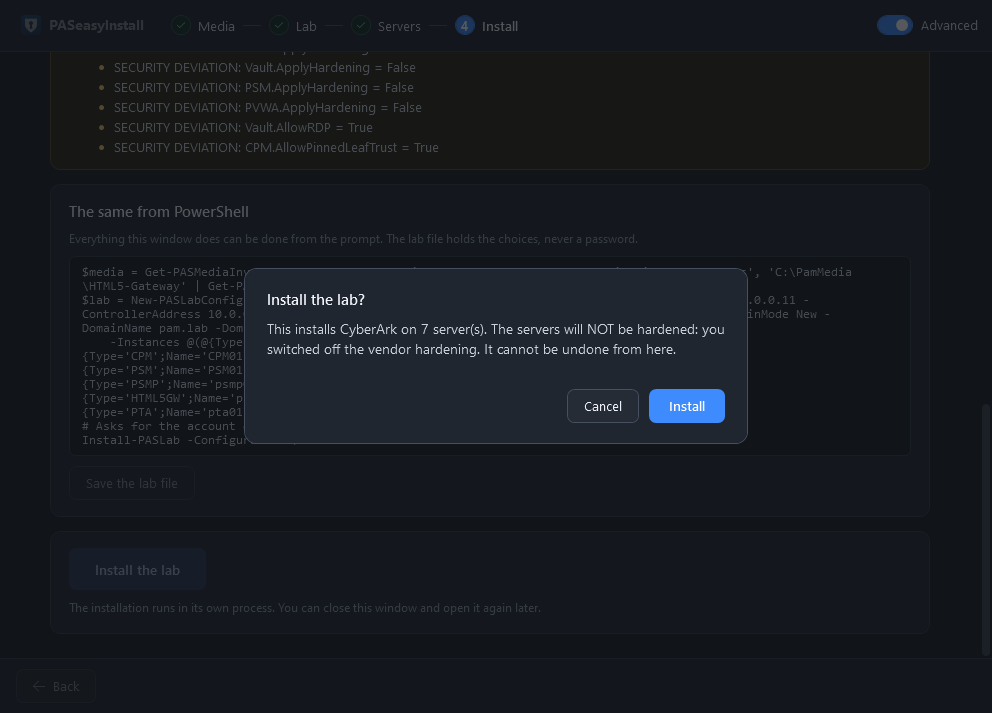 PASeasyInstall
Media
Lab
Servers
4
Install
Advanced
SECURITY DEVIATION: Vault.ApplyHardening = False
SECURITY DEVIATION: PSM.ApplyHardening = False
SECURITY DEVIATION: PVWA.ApplyHardening = False
SECURITY DEVIATION: Vault.AllowRDP = True
SECURITY DEVIATION: CPM.AllowPinnedLeafTrust = True
The same from PowerShell
Everything this window does can be done from the prompt. The lab file holds the choices, never a password.
$media = Get-PASMediaInv ', 'C:\PamMedia
\HTML5-Gateway' | Get-P
$lab = New-PASLabConfig .0.0.11 -
ControllerAddress 10.0. inMode New -
DomainName pam.lab -Dom
-Instances @(@{Type
{Type='CPM';Name='CPM01
{Type='PSM';Name='PSM01
{Type='PSMP';Name='psmp
{Type='HTML5GW';Name='
{Type='PTA';Name='pta01
# Asks for the account
Install-PASLab -Configur
Install the lab?
This installs CyberArk on 7 server(s). The servers will NOT be hardened: you
switched off the vendor hardening. It cannot be undone from here.
Cancel
Install
Save the lab file
Install the lab
The installation runs in its own process. You can close this window and open it again later.
← Back